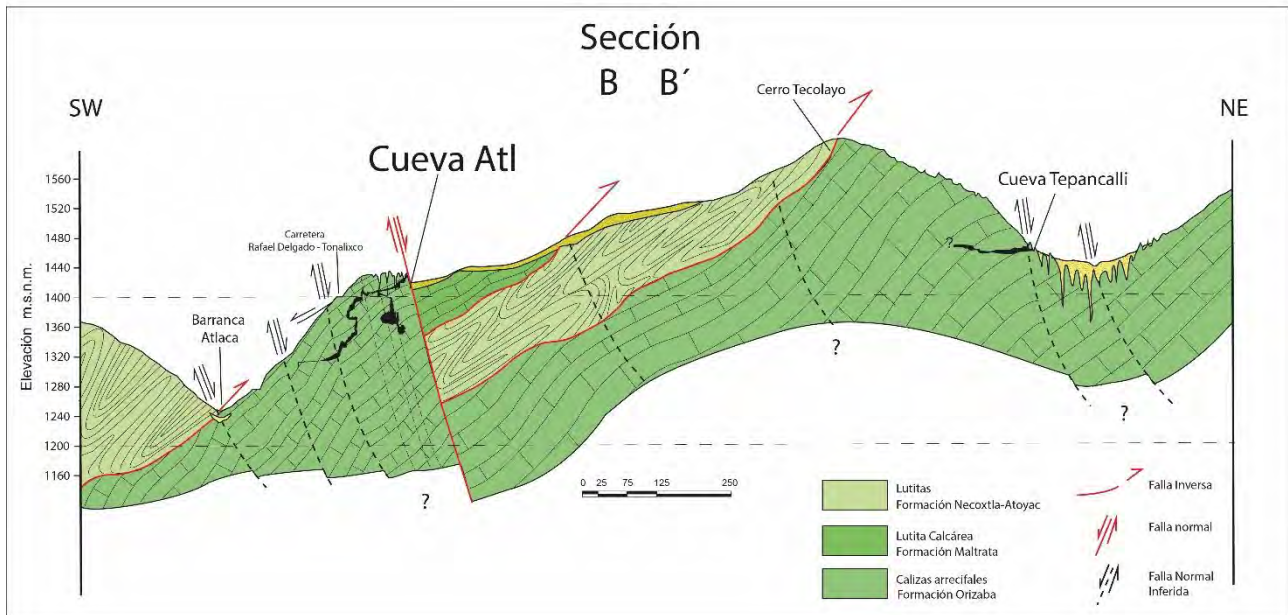 Sección
B B´
SW
NE
Cerro Tecolayo
Cueva Atl
Cueva Tepancalli
Carretera
Rafael Delgado - Tonalixco
Barranca
Atlaca
Elevación m.s.n.m.
1560
1520
1480
1440
1400
1360
1320
1280
1240
1200
1160
?
?
?
?
0 25 75 125 250
Lutitas
Formación Necoxtla-Atoyac
Lutita Calcárea
Formación Maltrata
Calizas arrecifales
Formación Orizaba
Falla Inversa
Falla normal
Falla Normal
Inferida